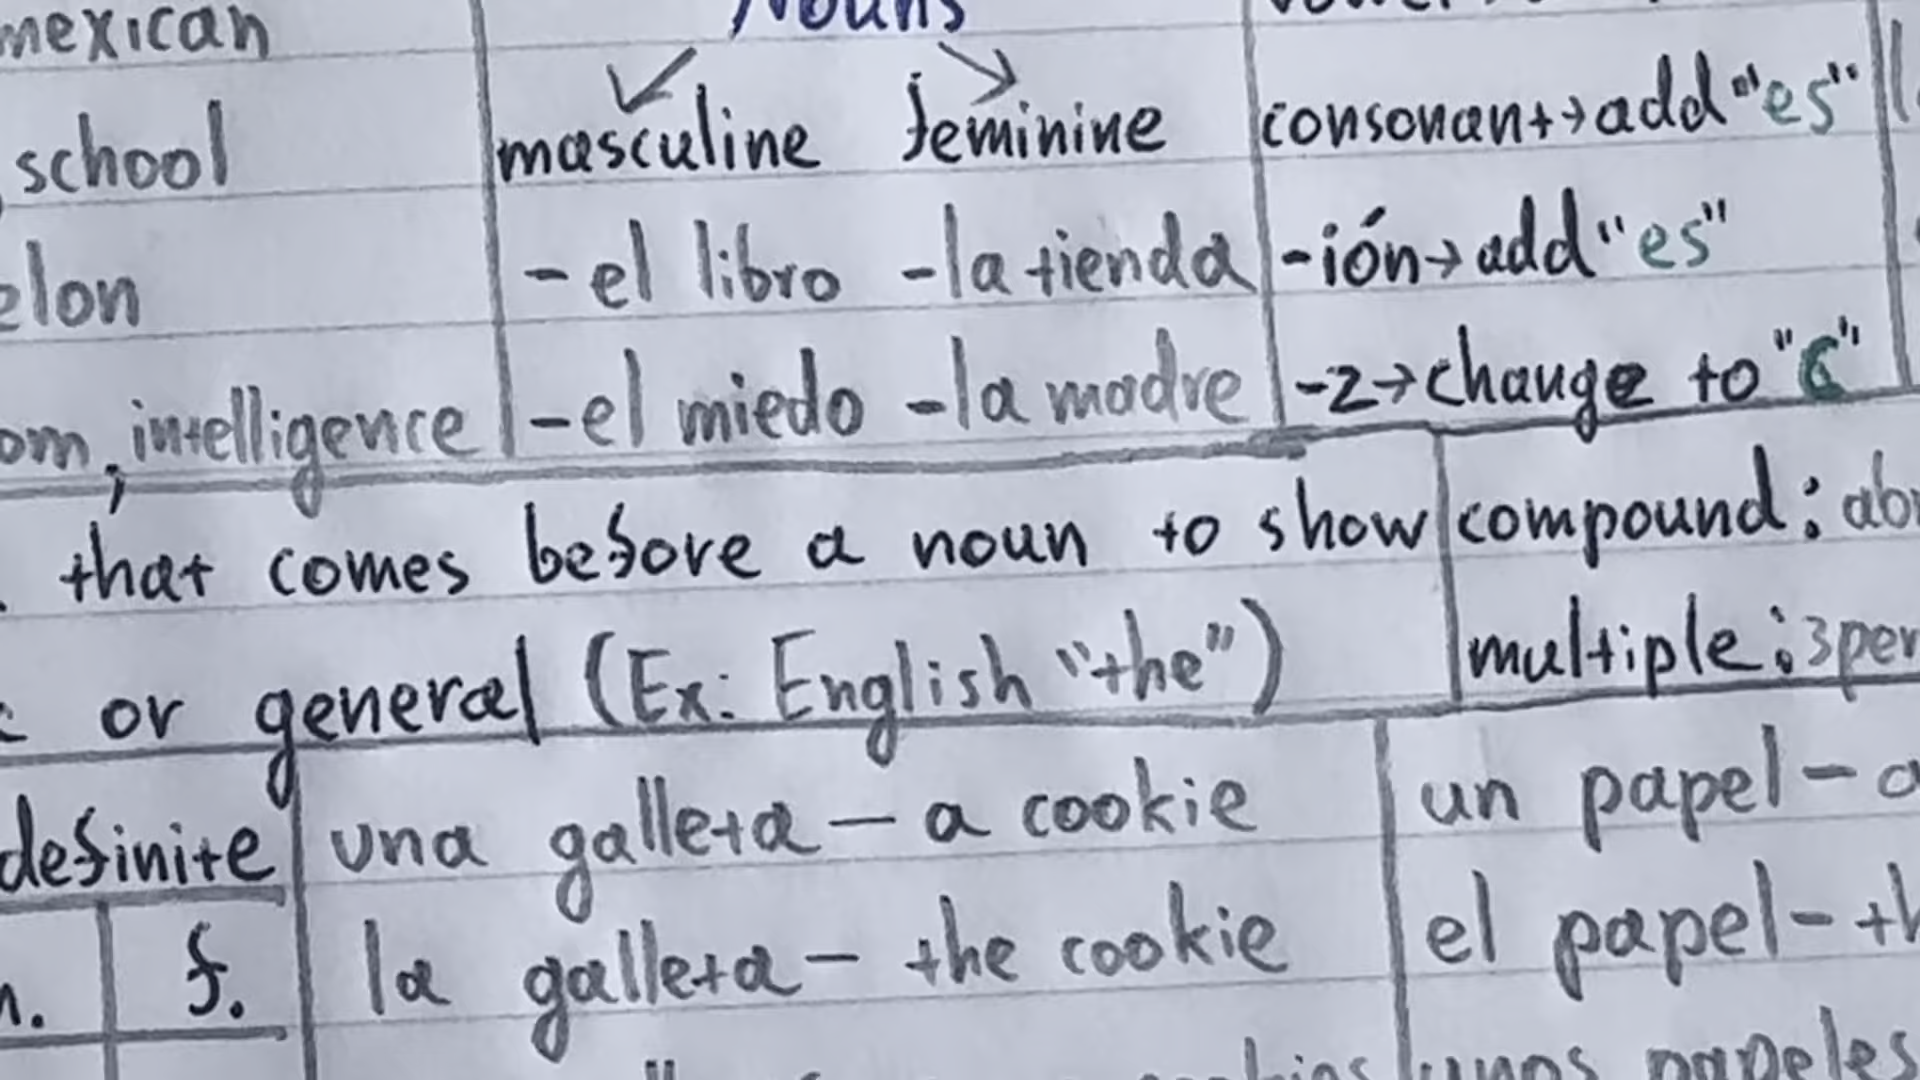 mexican
Nouns
school
masculine feminine
consonant→add "es"
- el libro - la tienda
-ión→add "es"
- el miedo - la madre
-z→change to "c"
intelligence
that comes before a noun to show
compound:
or general (Ex: English "the")
multiple:
definite
una galleta — a cookie
un papel -
f.
la galleta — the cookie
el papel -
unos papeles